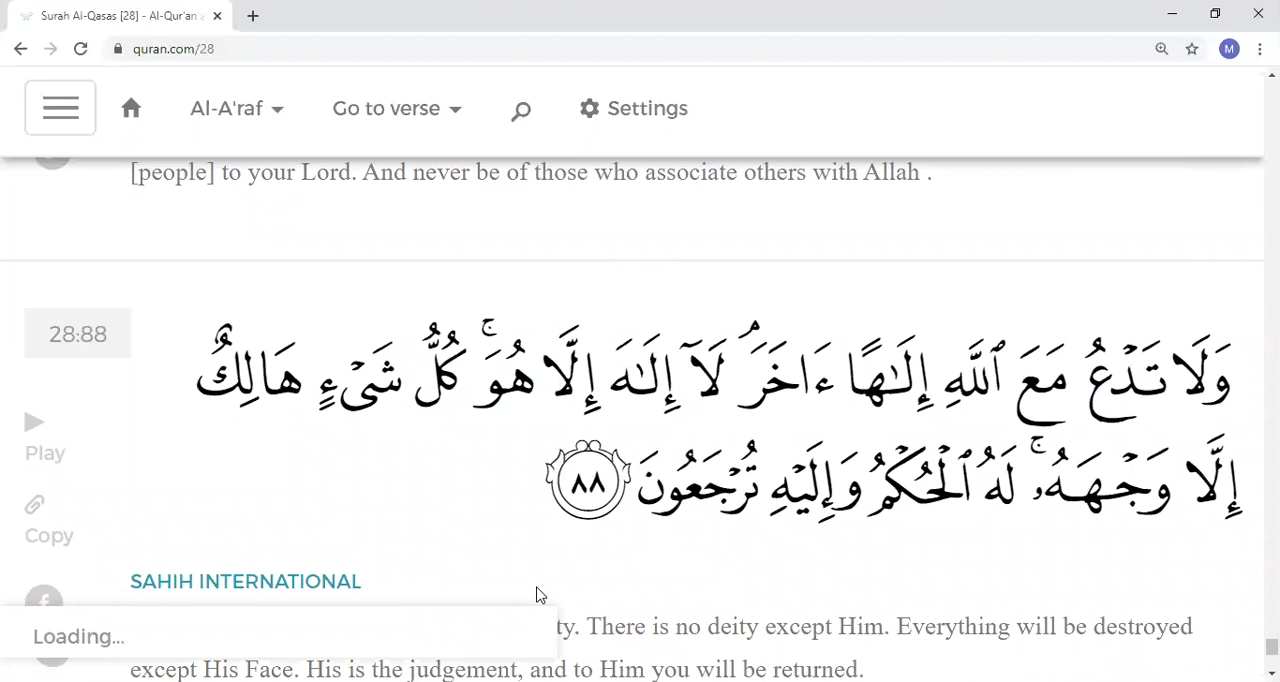 Surah Al-Qasas [28] - Al-Qur'an
quran.com/28
M
Al-A'raf
Go to verse
Settings
[people] to your Lord. And never be of those who associate others with Allah .
28:88
وَلَا تَدْعُ مَعَ ٱللَّهِ إِلَـٰهًا ءَاخَرَ ۘ لَآ إِلَـٰهَ إِلَّا هُوَ ۚ كُلُّ شَىْءٍ هَالِكٌ
إِلَّا وَجْهَهُۥ ۚ لَهُ ٱلْحُكْمُ وَإِلَيْهِ تُرْجَعُونَ ٨٨
Play
Copy
SAHIH INTERNATIONAL
Loading...
ty. There is no deity except Him. Everything will be destroyed
except His Face. His is the judgement, and to Him you will be returned.